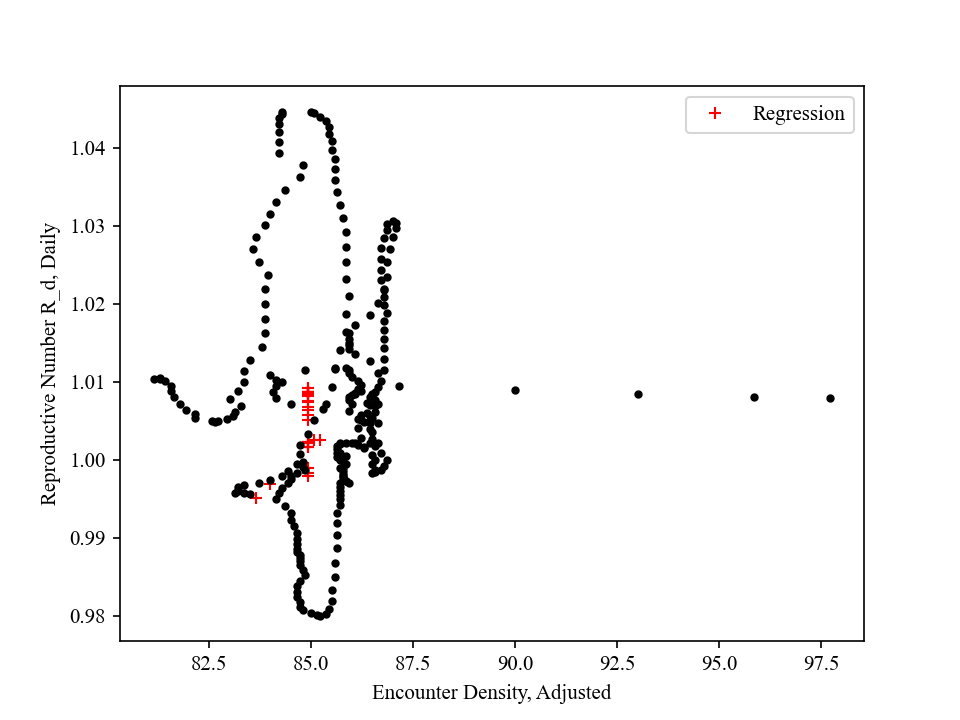 Regression
1.04
1.03
1.02
1.01
1.00
0.99
0.98
Reproductive Number R_d, Daily
82.5 85.0 87.5 90.0 92.5 95.0 97.5
Encounter Density, Adjusted